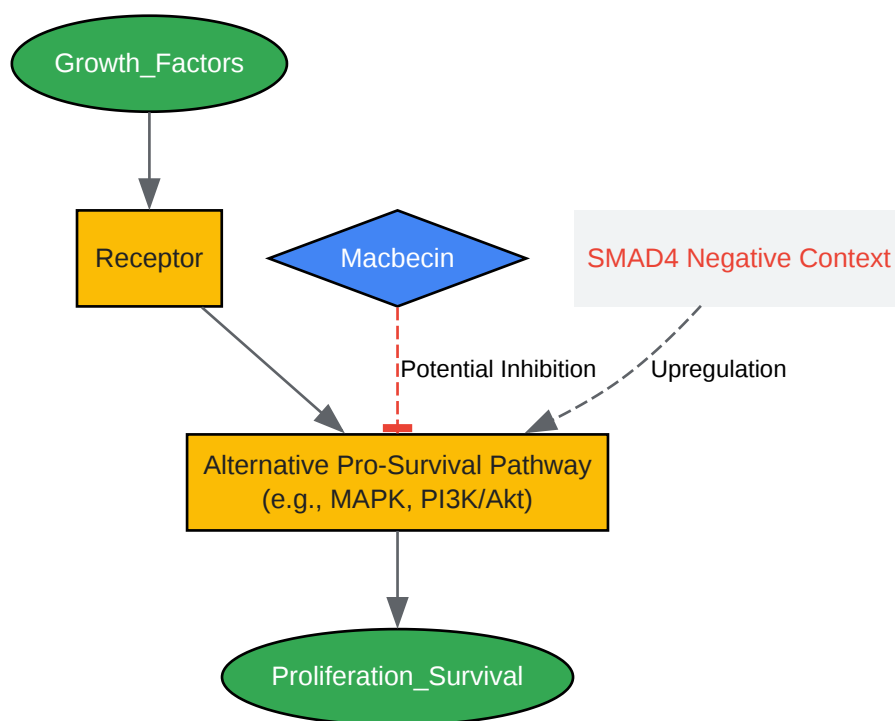 Growth_Factors
Receptor
Macbecin
SMAD4 Negative Context
Potential Inhibition
Upregulation
Alternative Pro-Survival Pathway
(e.g., MAPK, PI3K/Akt)
Proliferation_Survival